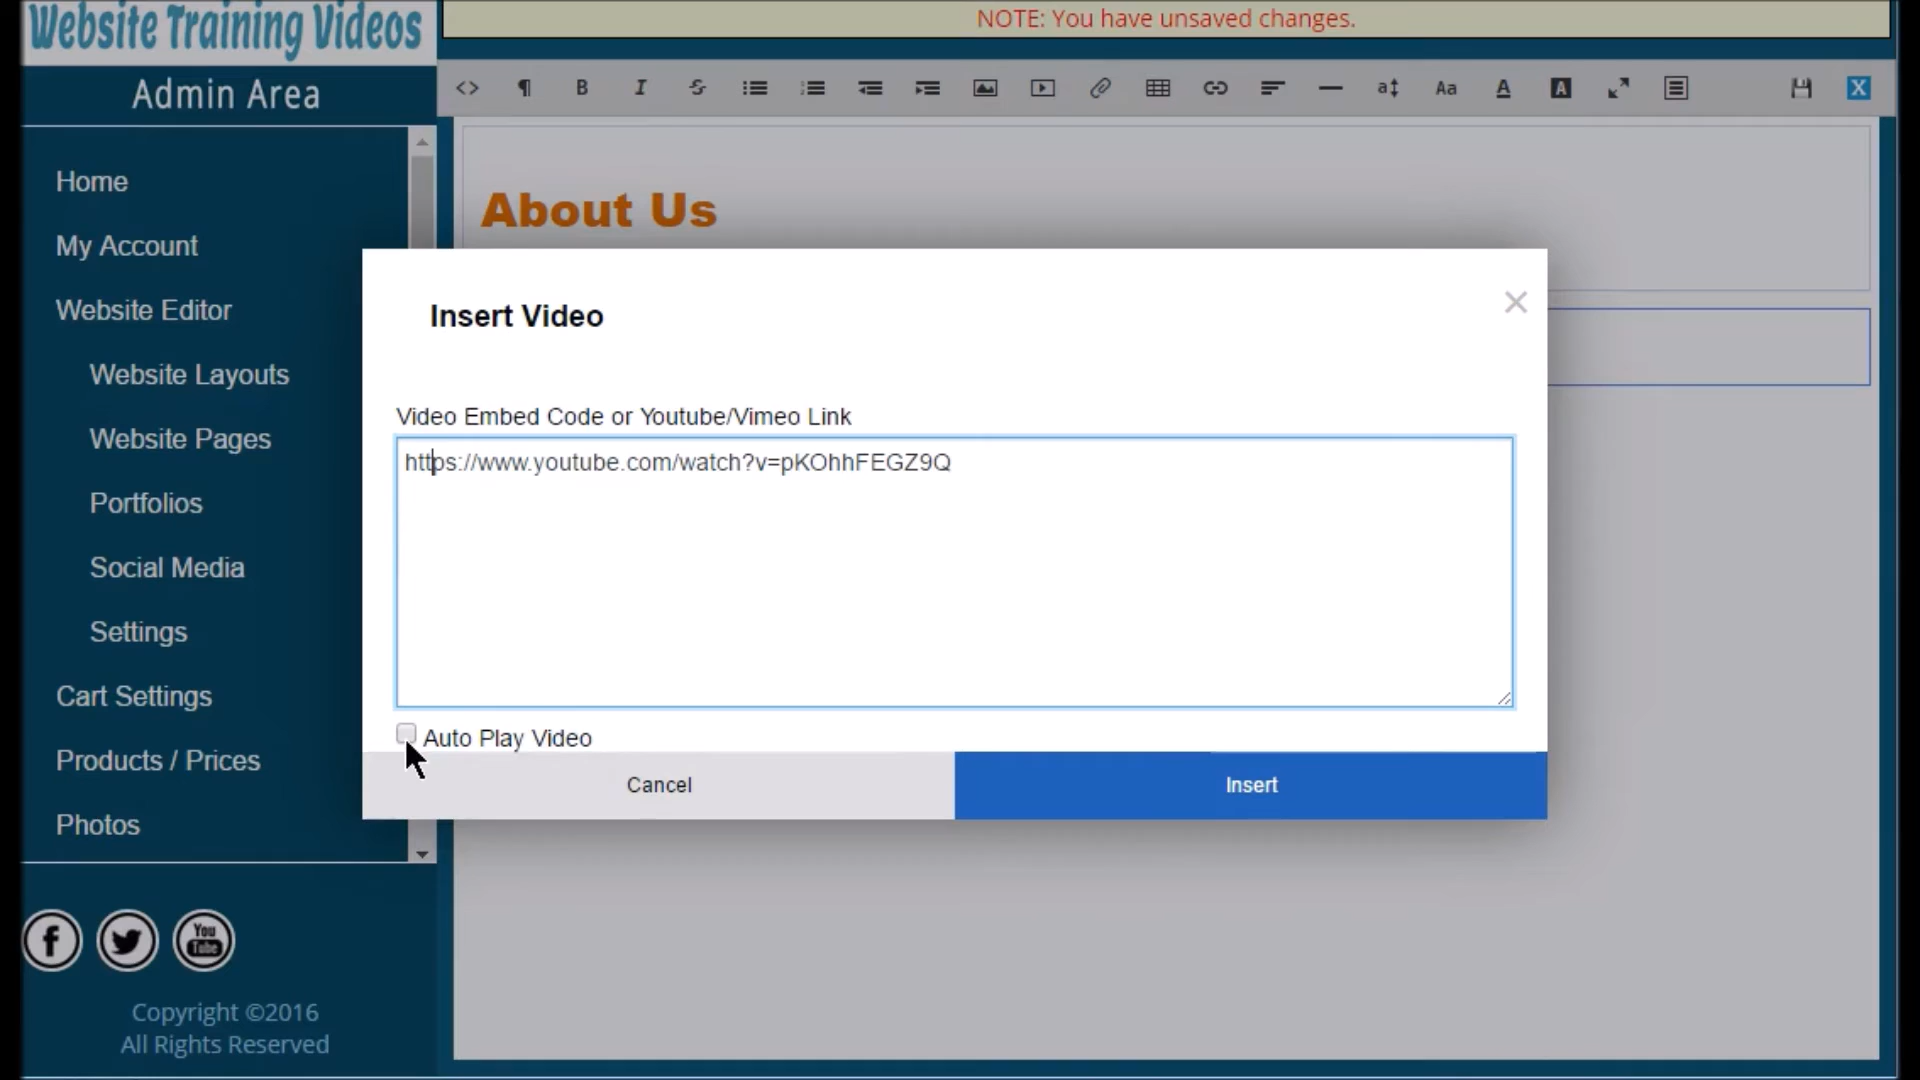 Website Training Videos
NOTE: You have unsaved changes.
Admin Area
Home
My Account
Website Editor
Website Layouts
Website Pages
Portfolios
Social Media
Settings
Cart Settings
Products / Prices
Photos
About Us
Insert Video
Video Embed Code or Youtube/Vimeo Link
https://www.youtube.com/watch?v=pKOhhFEGZ9Q
Auto Play Video
Cancel
Insert
You
Tube
Copyright ©2016
All Rights Reserved